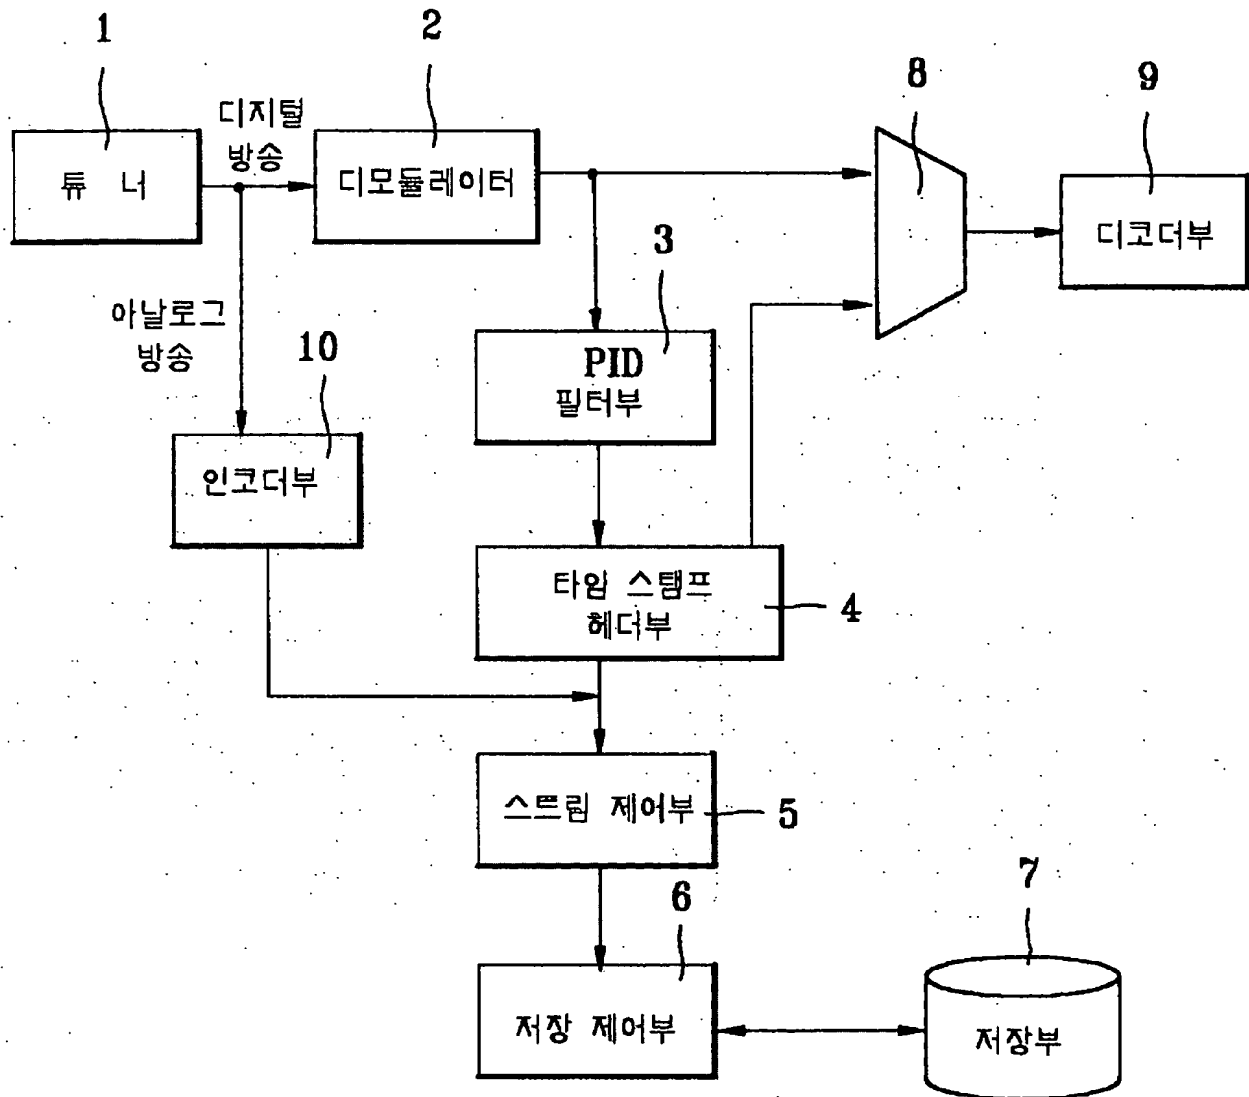 1
2
8
9
디지털
방송
튜 너
디모듈레이터
디코더부
3
아날로그
방송
10
PID
필터부
인코더부
타임 스탬프
헤더부
4
스트림 제어부
5
6
7
저장 제어부
저장부